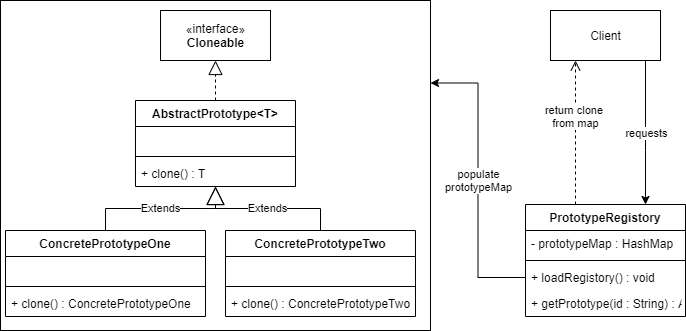 «interface»
Cloneable
AbstractPrototype<T>
+ clone() : T
Extends
Extends
ConcretePrototypeOne
+ clone() : ConcretePrototypeOne
ConcretePrototypeTwo
+ clone() : ConcretePrototypeTwo
populate
prototypeMap
Client
return clone
from map
requests
PrototypeRegistory
- prototypeMap : HashMap
+ loadRegistory() : void
+ getPrototype(id : String) :